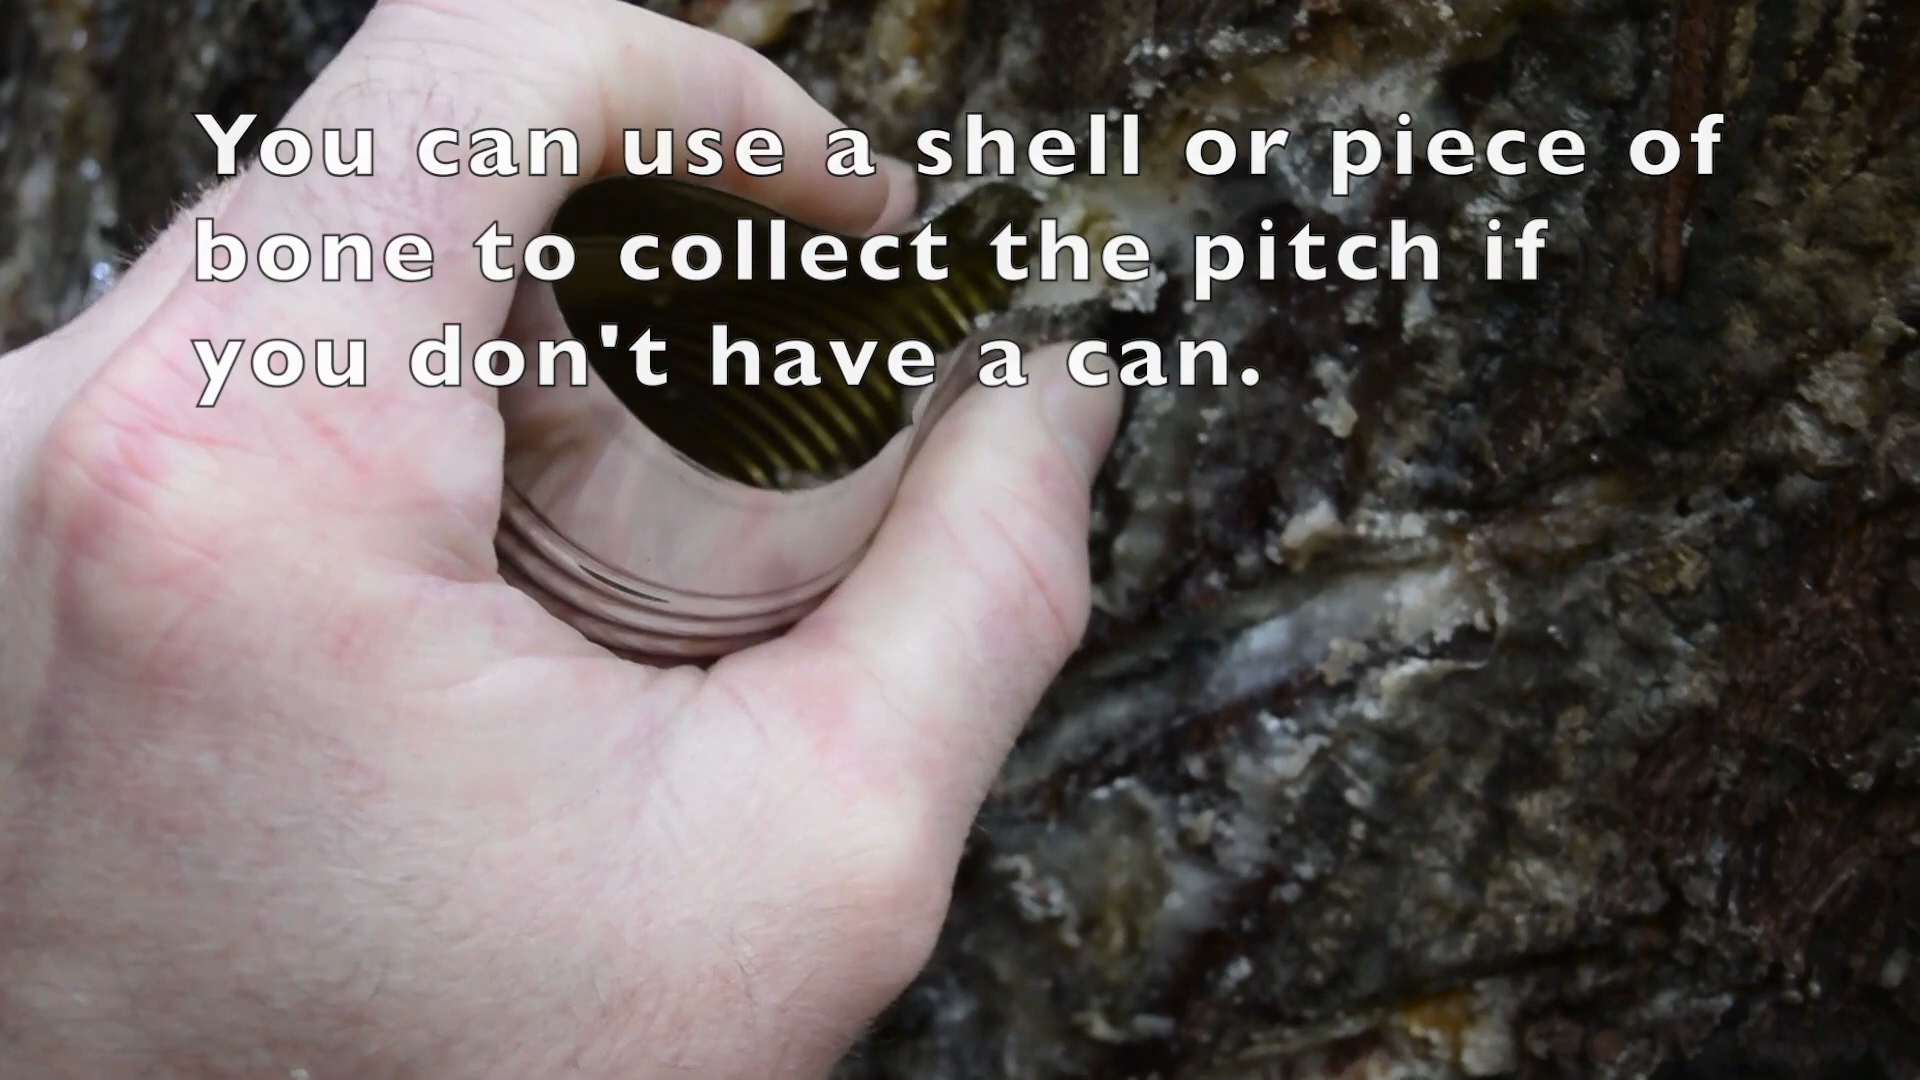 You can use a shell or piece of
bone to collect the pitch if
you don't have a can.